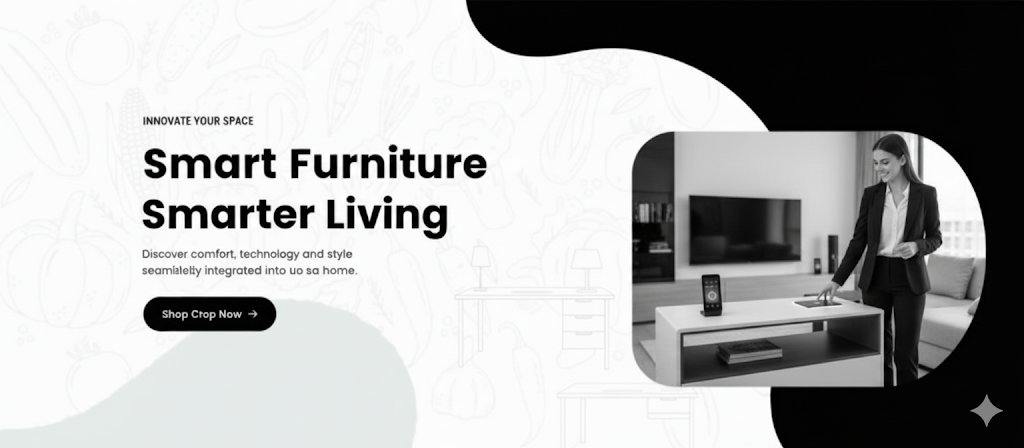 INNOVATE YOUR SPACE
Smart Furniture
Smarter Living
Discover comfort, technology and style
integrated into uo sa home.
Shop Crop Now →